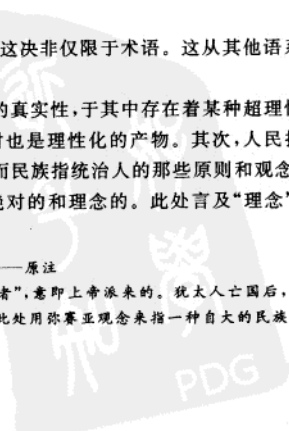 这决非仅限于术语。这从其他语
的真实性,于其中存在着某种超理
也是理性化的产物。其次,人民
而民族指统治人的那些原则和观念
绝对的和理念的。此处言及“理念”
——原注
者”,意即上帝派来的。犹太人亡国后,
此处用弥赛亚观念来指一种自大的民族
PDG